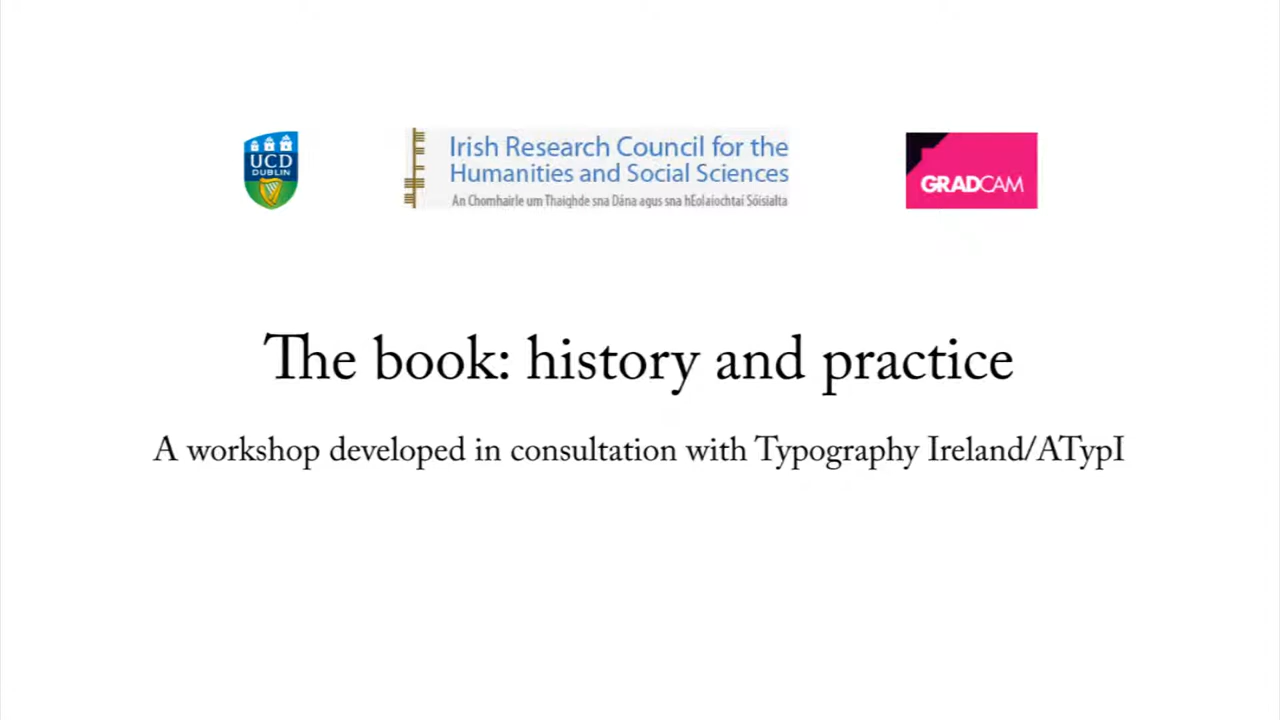 UCD
DUBLIN
Irish Research Council for the
Humanities and Social Sciences
An Chomhairle um Thaighde sna Dána agus sna hEolaíochtaí Sóisialta
GRADCAM
The book: history and practice
A workshop developed in consultation with Typography Ireland/ATypI